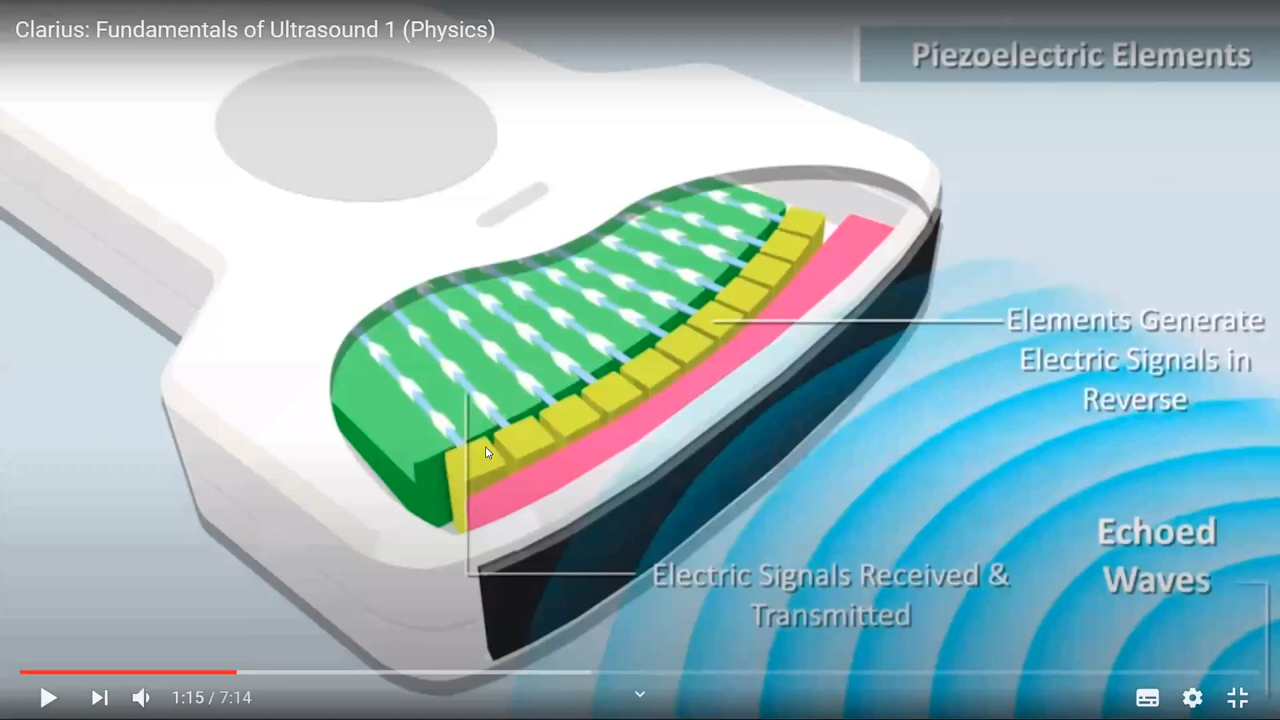 Clarius: Fundamentals of Ultrasound 1 (Physics)
Piezoelectric Elements
Elements Generate
Electric Signals in
Reverse
Echoed
Waves
Electric Signals Received &
Transmitted
1:15 / 7:14